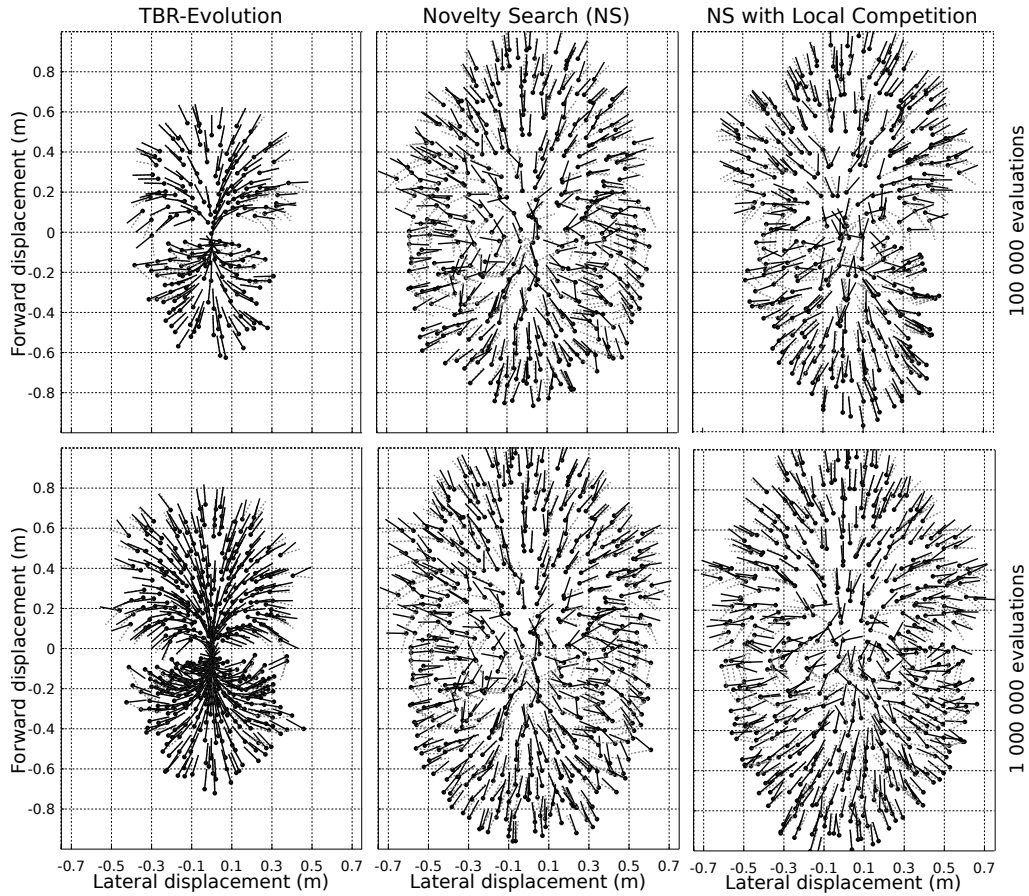 TBR-Evolution
Novelty Search (NS)
NS with Local Competition
Forward displacement (m)
0.8
0.6
0.4
0.2
0
-0.2
-0.4
-0.6
-0.8
100 000 evaluations
Forward displacement (m)
0.8
0.6
0.4
0.2
0
-0.2
-0.4
-0.6
-0.8
1 000 000 evaluations
-0.7 -0.5 -0.3 -0.1 0.1 0.3 0.5 0.7
-0.7 -0.5 -0.3 -0.1 0.1 0.3 0.5 0.7
-0.7 -0.5 -0.3 -0.1 0.1 0.3 0.5 0.7
Lateral displacement (m)
Lateral displacement (m)
Lateral displacement (m)